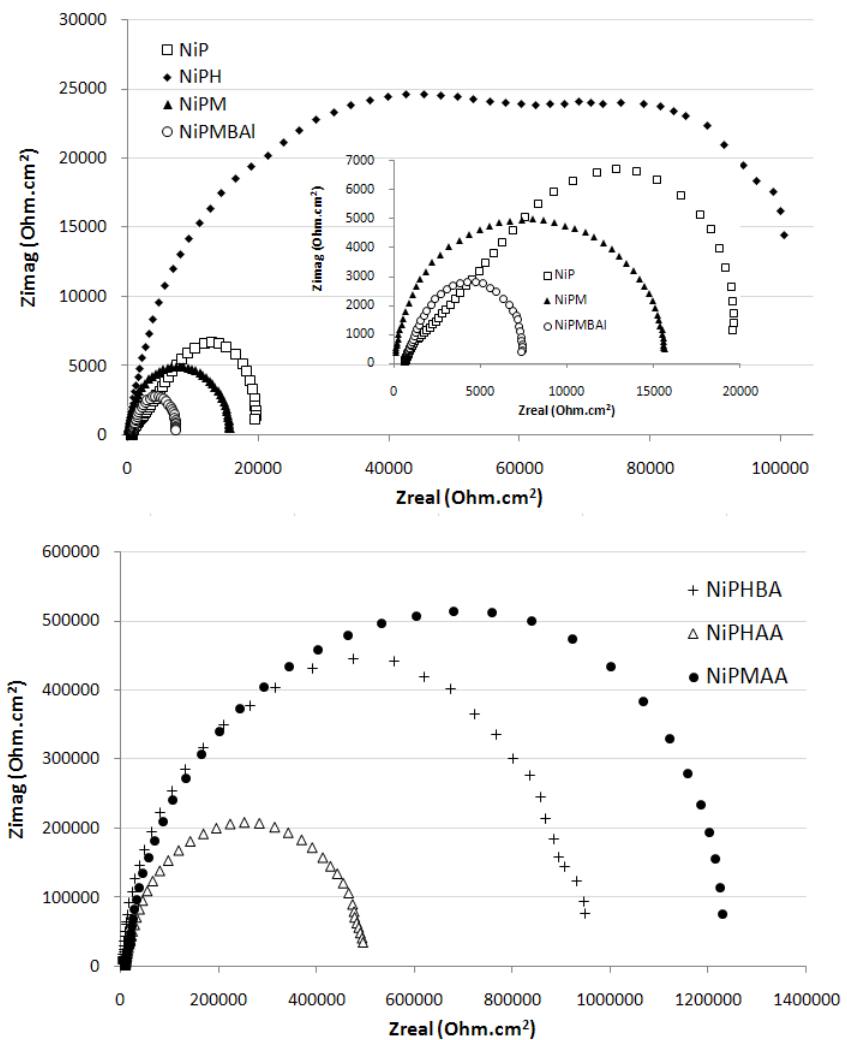 30000
25000
20000
15000
10000
5000
0
Zimag (Ohm.cm²)
NiP
NiPH
NiPM
NiPMBAl
7000
6000
5000
4000
3000
2000
1000
0
Zimag (Ohm.cm²)
NiP
NiPM
NiPMBAl
0 5000 10000 15000 20000
Zreal (Ohm.cm²)
0 20000 40000 60000 80000 100000
Zreal (Ohm.cm²)
600000
500000
400000
300000
200000
100000
0
Zimag (Ohm.cm²)
NiPHBA
NiPHAA
NiPMAA
0 200000 400000 600000 800000 1000000 1200000 1400000
Zreal (Ohm.cm²)